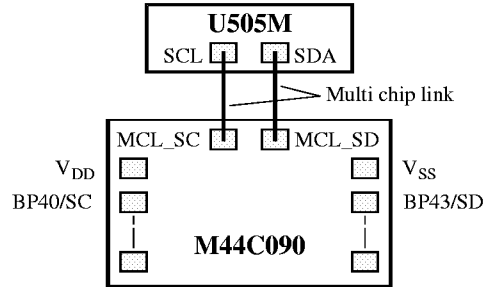 U505M
SCL SDA
Multi chip link
MCL_SC MCL_SD
VDD VSS
BP40/SC BP43/SD
M44C090